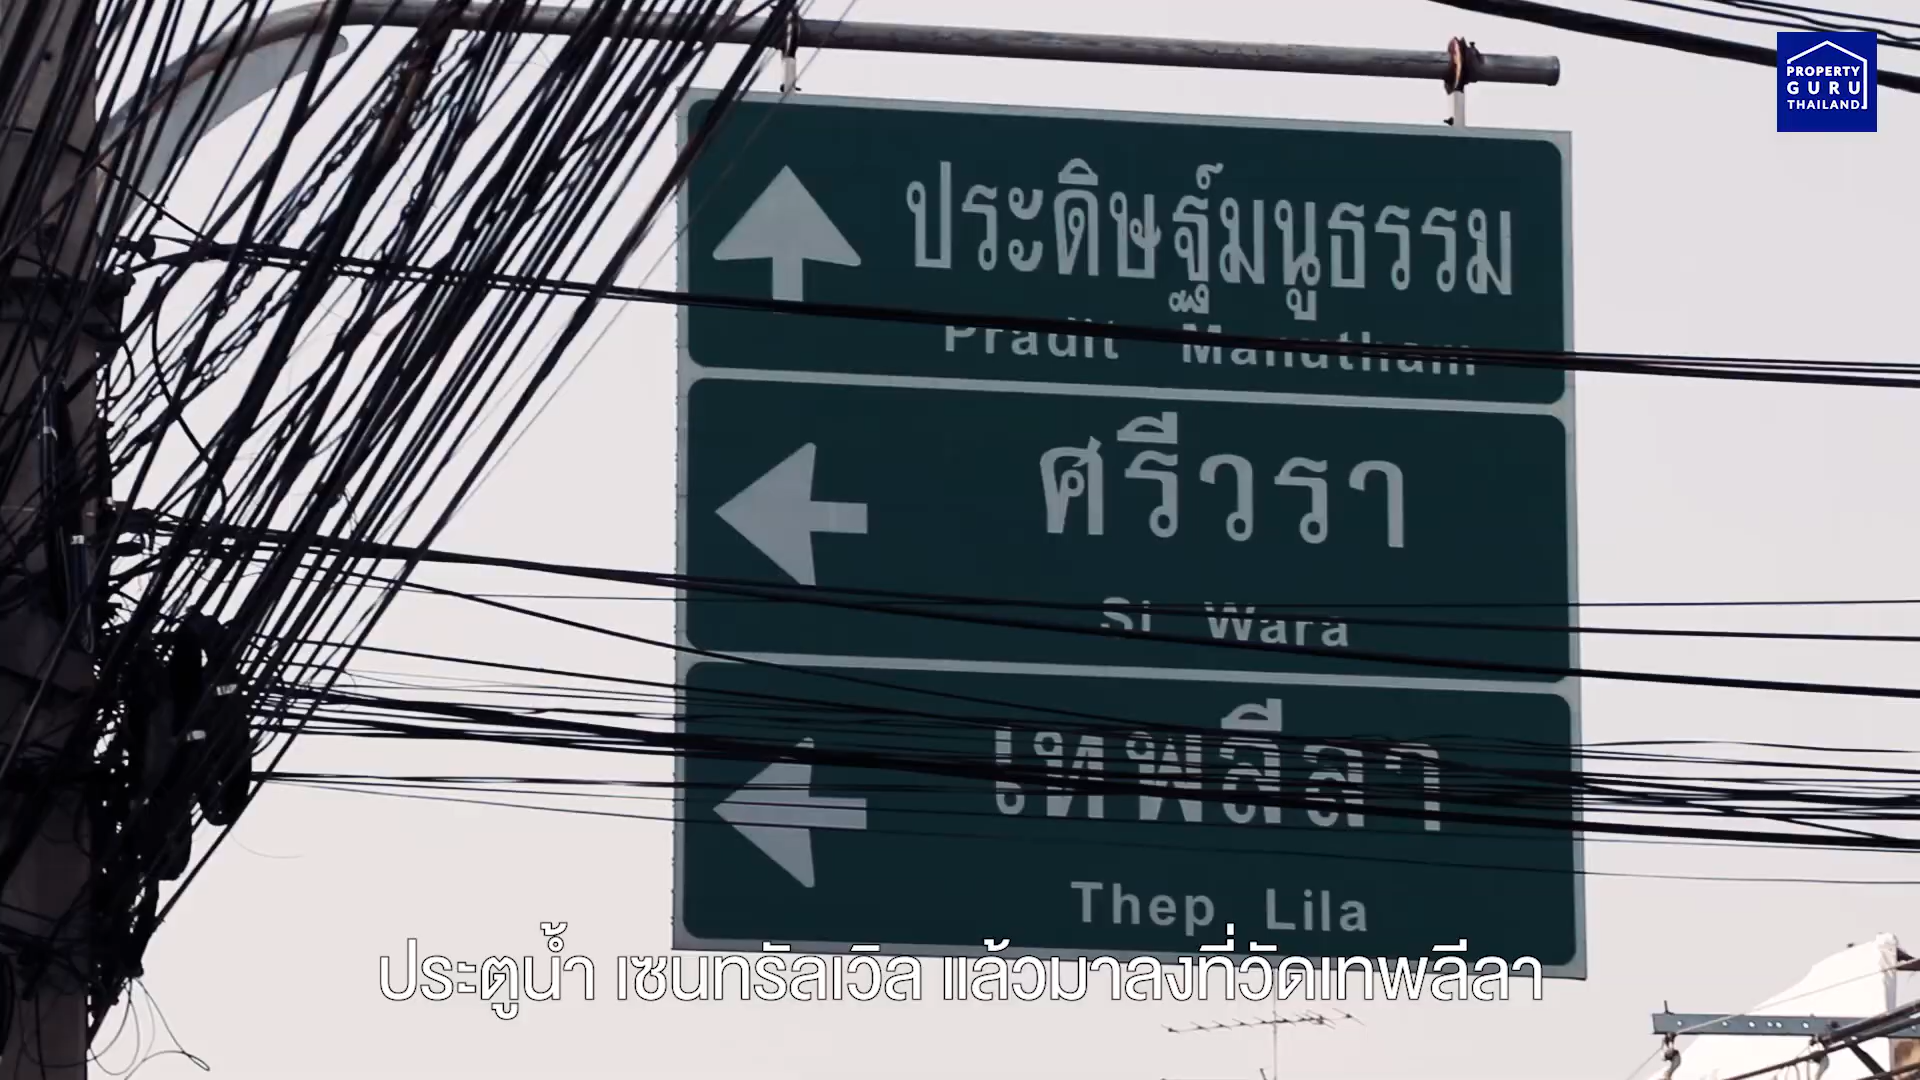 PROPERTY
GURU
THAILAND
ประดิษฐ์มนูธรรม
Pradit Manutham
ศรีวรา
Si Wara
เทพลีลา
Thep Lila
ประตูน้ำ เซนทรัลเวิล แล้วมาลงที่วัดเทพลีลา